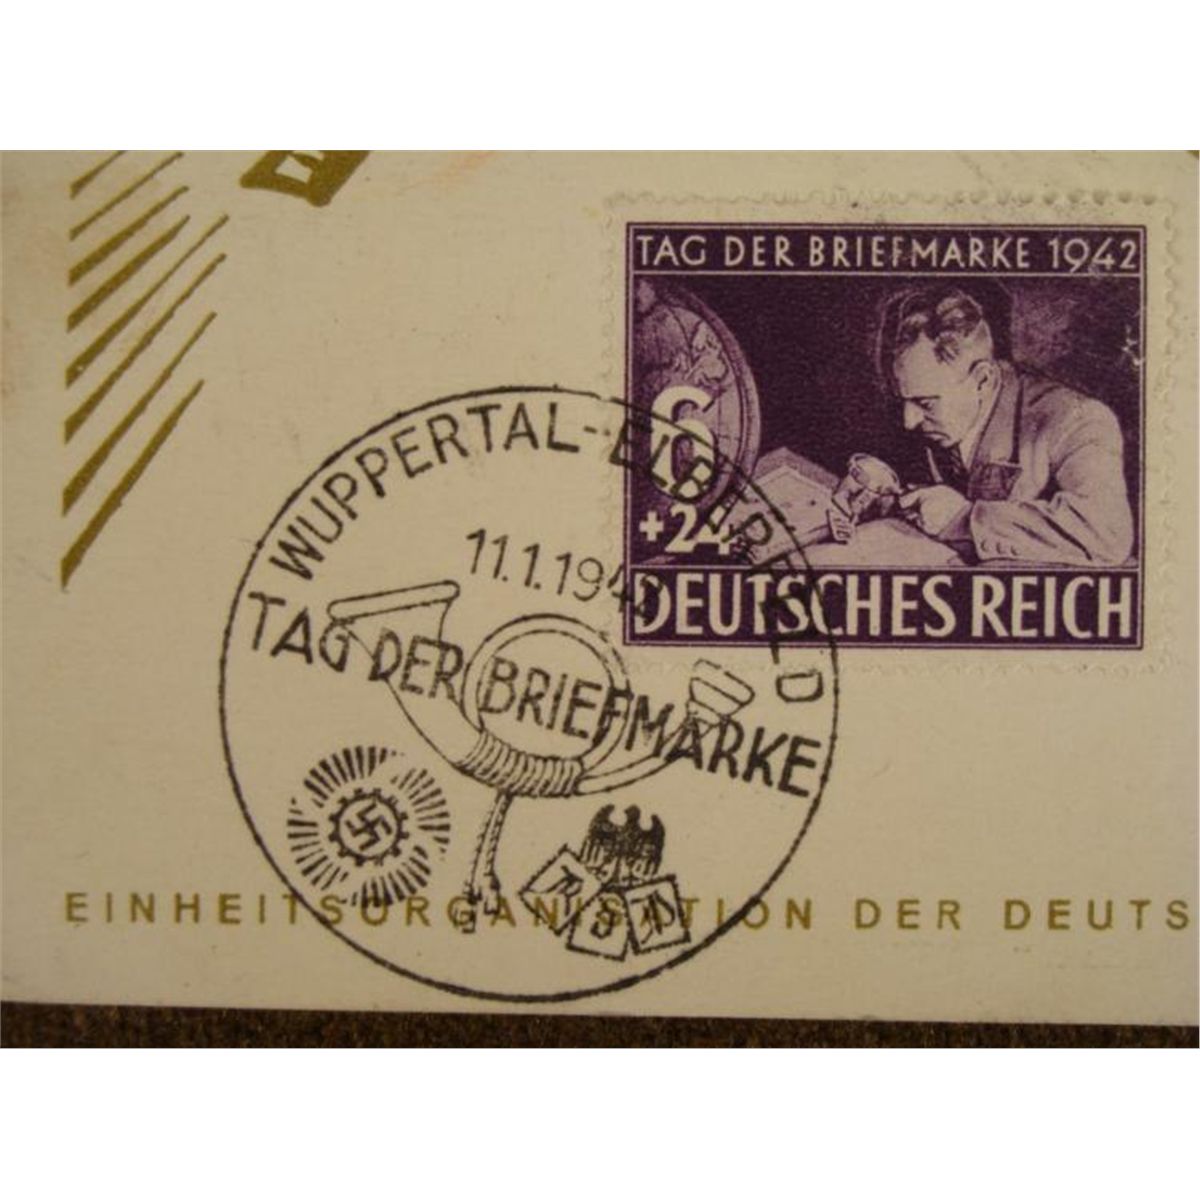 TAG DER BRIEFMARKE 1942
6
+24
DEUTSCHES REICH
WUPPERTAL-ELBERFELD
11.1.1942
TAG DER BRIEFMARKE
EINHEITSORGANISATION DER DEUTS